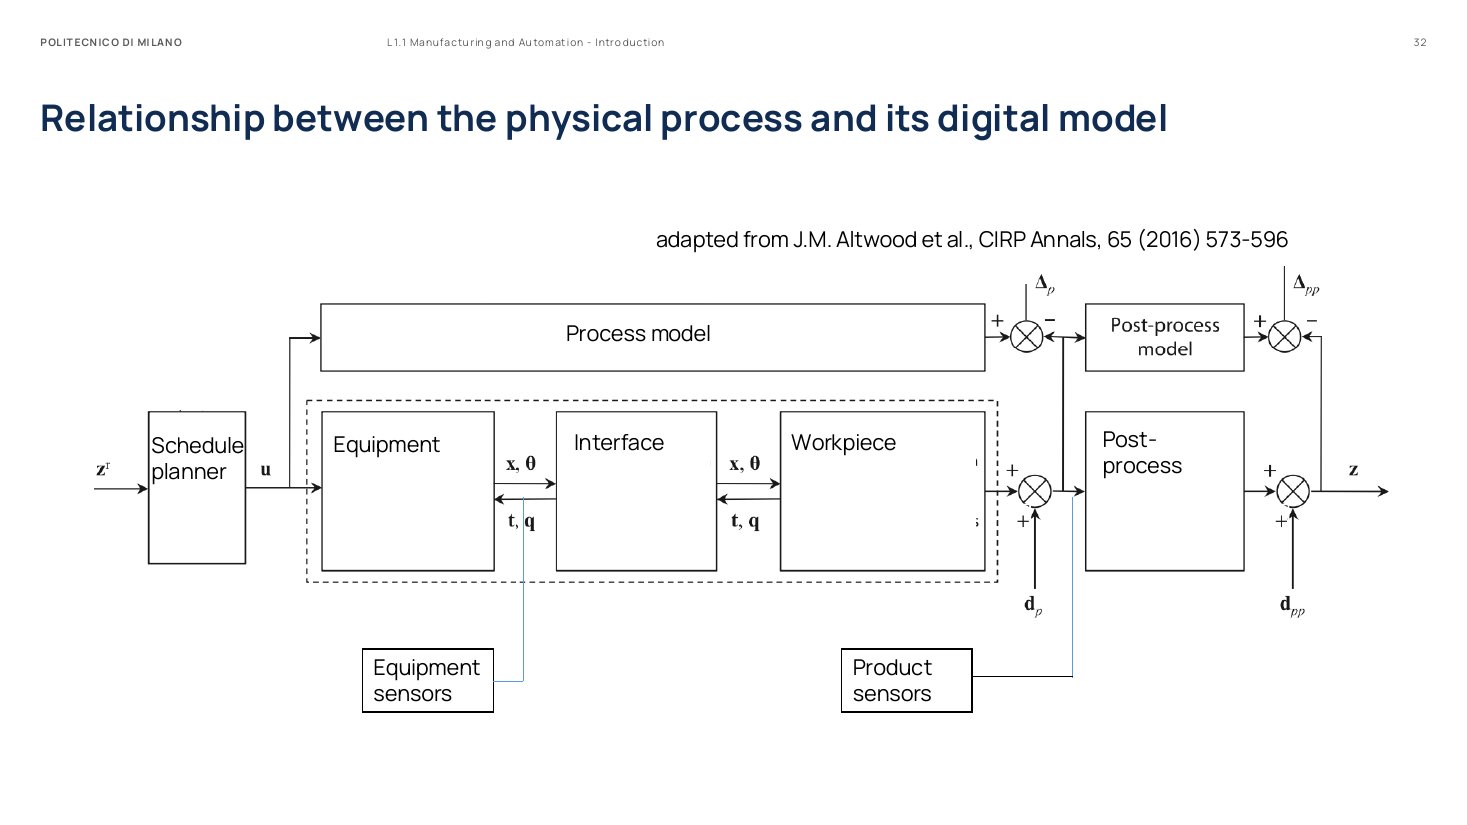 POLITECNICO DI MILANO
L1.1 Manufacturing and Automation - Introduction
32
Relationship between the physical process and its digital model
adapted from J.M. Altwood et al., CIRP Annals, 65 (2016) 573-596
Δp
Δpp
Process model
+
−
Post-process
model
+
−
Schedule
planner
zʳ
u
Equipment
x, θ
t, q
Interface
x, θ
t, q
Workpiece
+
+
dp
Post-
process
+
+
dpp
z
Equipment
sensors
Product
sensors